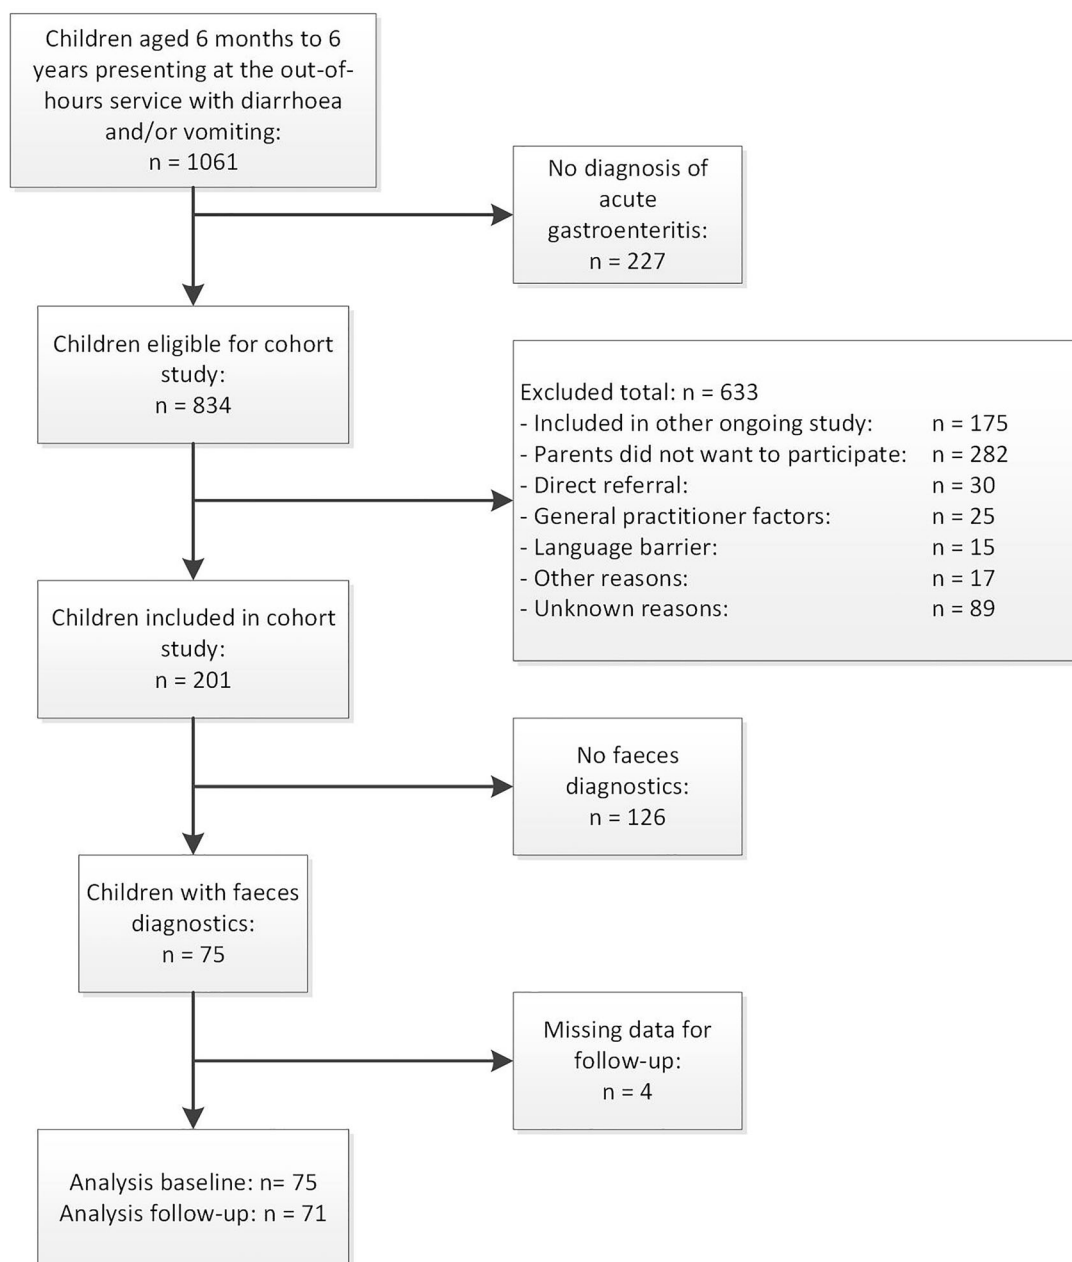 Children aged 6 months to 6
years presenting at the out-of-
hours service with diarrhoea
and/or vomiting:
n = 1061
No diagnosis of
acute
gastroenteritis:
n = 227
Children eligible for cohort
study:
n = 834
Excluded total: n = 633
- Included in other ongoing study: n = 175
- Parents did not want to participate: n = 282
- Direct referral: n = 30
- General practitioner factors: n = 25
- Language barrier: n = 15
- Other reasons: n = 17
- Unknown reasons: n = 89
Children included in cohort
study:
n = 201
No faeces
diagnostics:
n = 126
Children with faeces
diagnostics:
n = 75
Missing data for
follow-up:
n = 4
Analysis baseline: n= 75
Analysis follow-up: n = 71